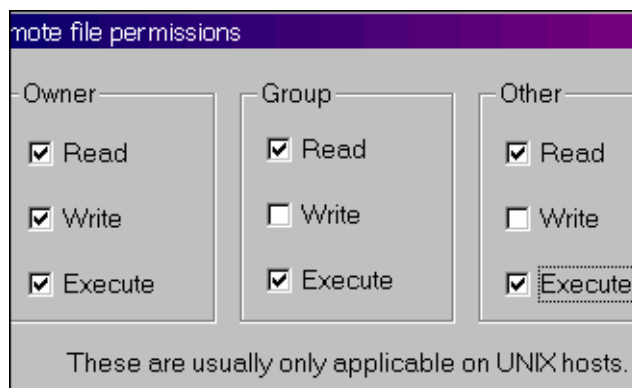 mote file permissions
Owner Group Other
Read Read Read
Write Write Write
Execute Execute Execute
These are usually only applicable on UNIX hosts.